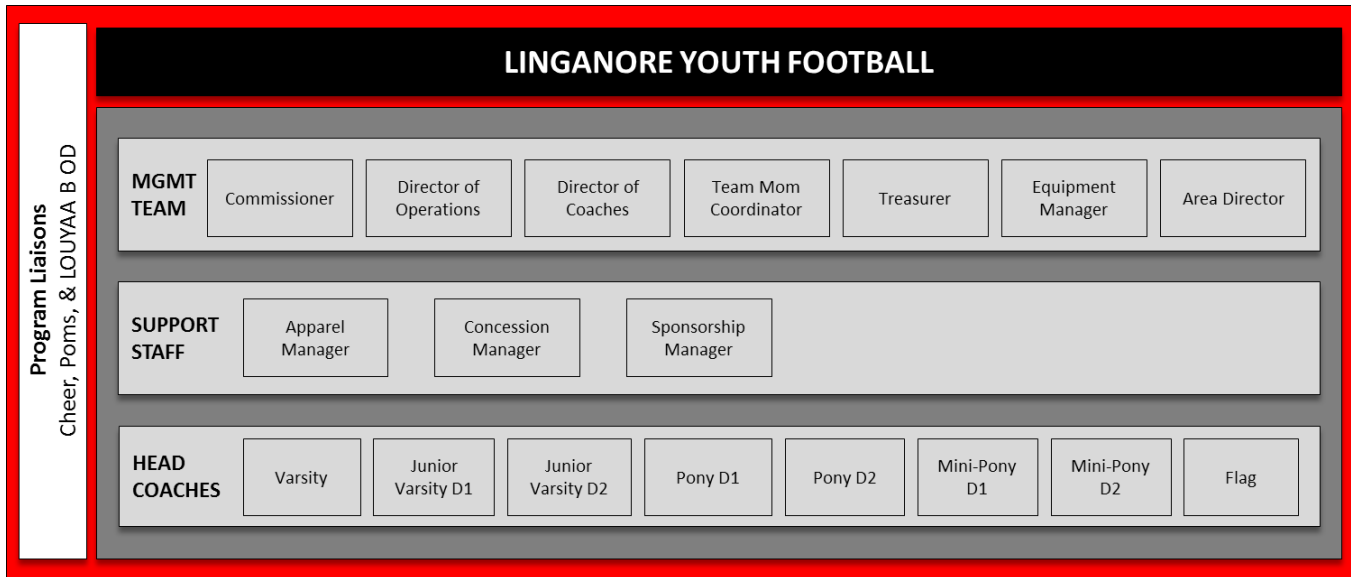 Program Liaisons
Cheer, Poms, & LOUYAA B OD
LINGANORE YOUTH FOOTBALL
MGMT
TEAM
Commissioner
Director of
Operations
Director of
Coaches
Team Mom
Coordinator
Treasurer
Equipment
Manager
Area Director
SUPPORT
STAFF
Apparel
Manager
Concession
Manager
Sponsorship
Manager
HEAD
COACHES
Varsity
Junior
Varsity D1
Junior
Varsity D2
Pony D1
Pony D2
Mini-Pony
D1
Mini-Pony
D2
Flag